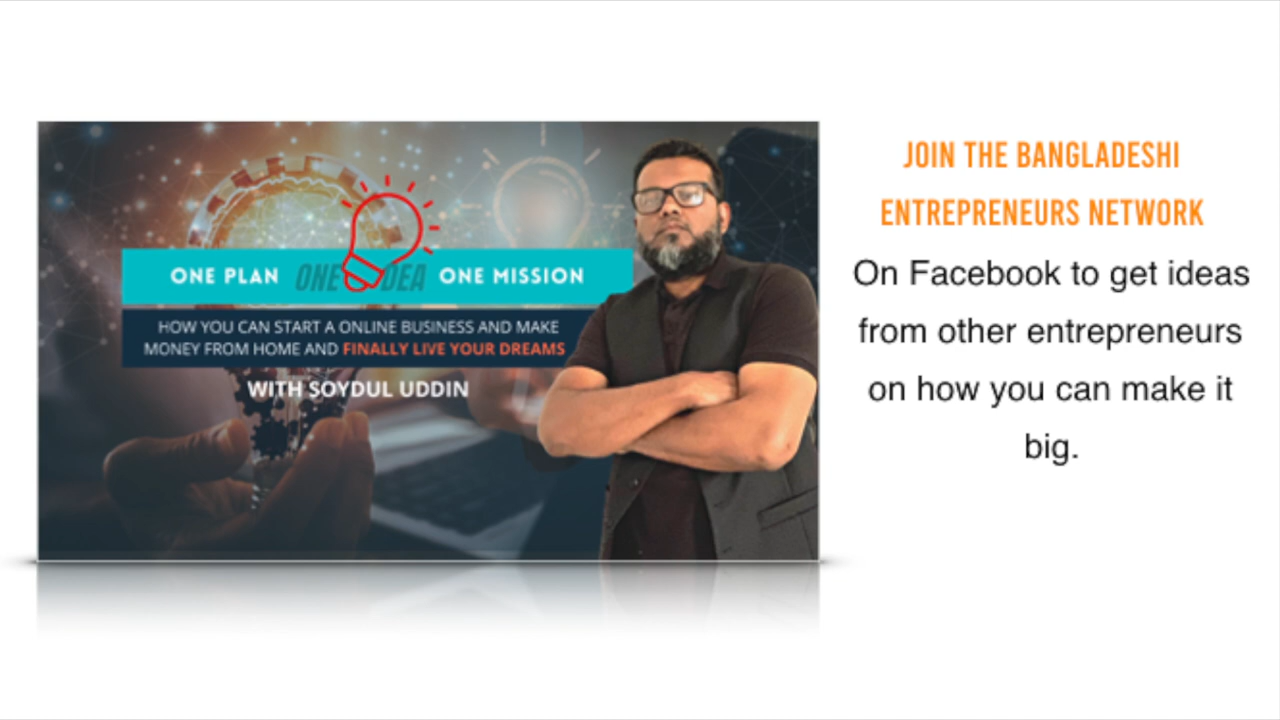 JOIN THE BANGLADESHI
ENTREPRENEURS NETWORK
On Facebook to get ideas
from other entrepreneurs
on how you can make it
big.
ONE PLAN ONE IDEA ONE MISSION
HOW YOU CAN START A ONLINE BUSINESS AND MAKE
MONEY FROM HOME AND FINALLY LIVE YOUR DREAMS
WITH SOYDUL UDDIN